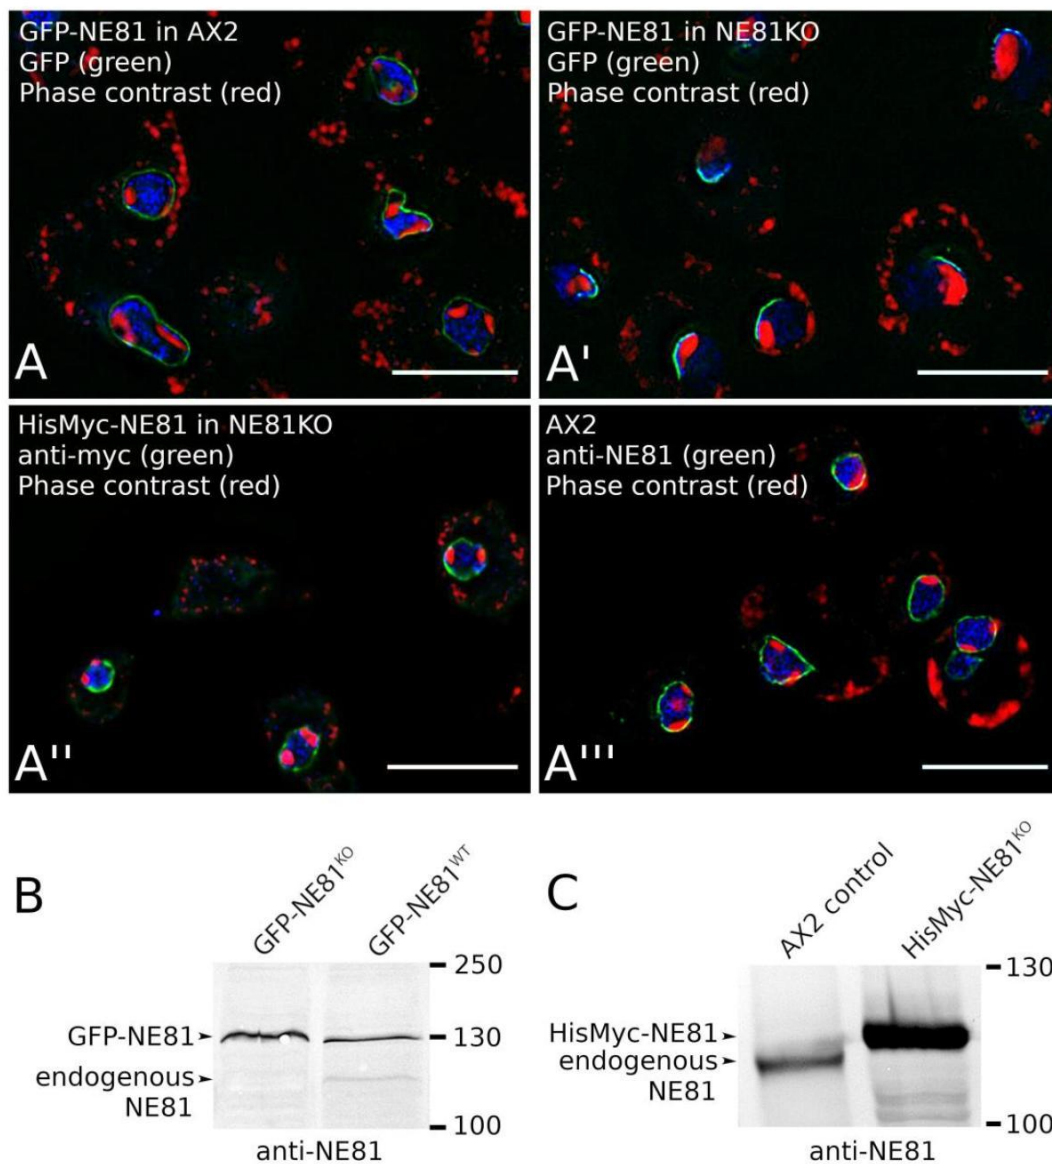 GFP-NE81 in AX2
GFP (green)
Phase contrast (red)
A
GFP-NE81 in NE81KO
GFP (green)
Phase contrast (red)
A'
HisMyc-NE81 in NE81KO
anti-myc (green)
Phase contrast (red)
A''
AX2
anti-NE81 (green)
Phase contrast (red)
A'''
B
GFP-NE81KO
GFP-NE81WT
250
GFP-NE81
130
endogenous
NE81
100
anti-NE81
C
AX2 control
HisMyc-NE81KO
130
HisMyc-NE81
endogenous
NE81
100
anti-NE81